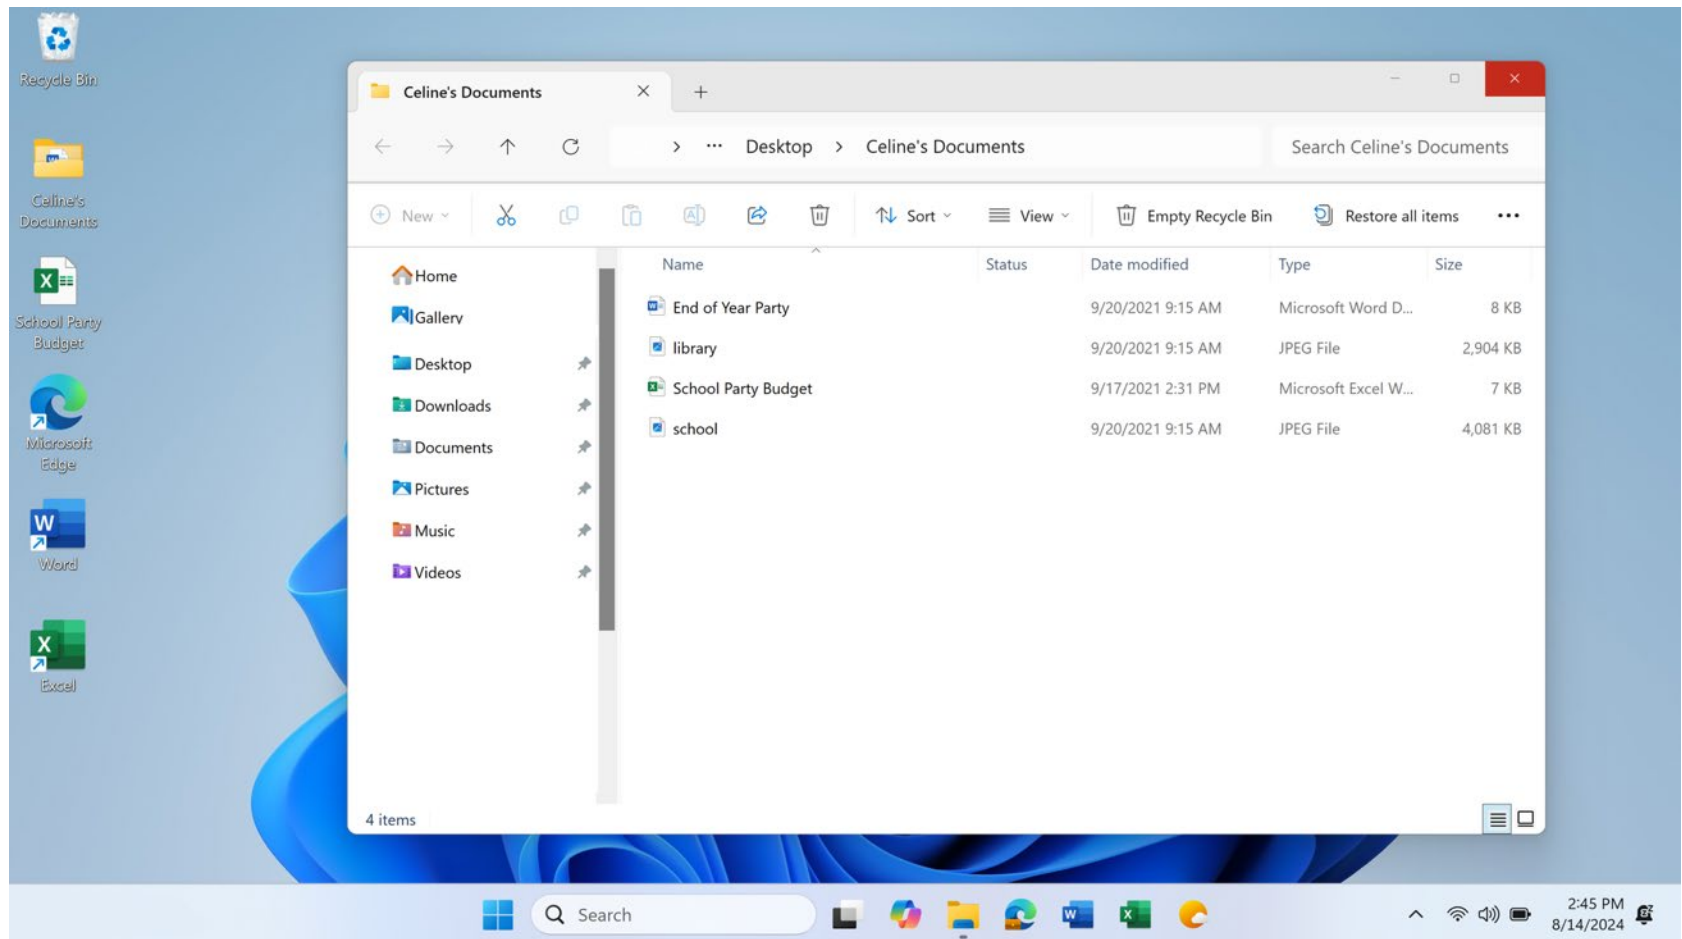 Recycle Bin
Celine's
Documents
School Party
Budget
Microsoft
Edge
Word
Excel
Celine's Documents
Desktop > Celine's Documents
Search Celine's Documents
New
Sort
View
Empty Recycle Bin
Restore all items
Home
Gallery
Desktop
Downloads
Documents
Pictures
Music
Videos
Name Status Date modified Type Size
End of Year Party 9/20/2021 9:15 AM Microsoft Word D... 8 KB
library 9/20/2021 9:15 AM JPEG File 2,904 KB
School Party Budget 9/17/2021 2:31 PM Microsoft Excel W... 7 KB
school 9/20/2021 9:15 AM JPEG File 4,081 KB
4 items
Search
2:45 PM
8/14/2024